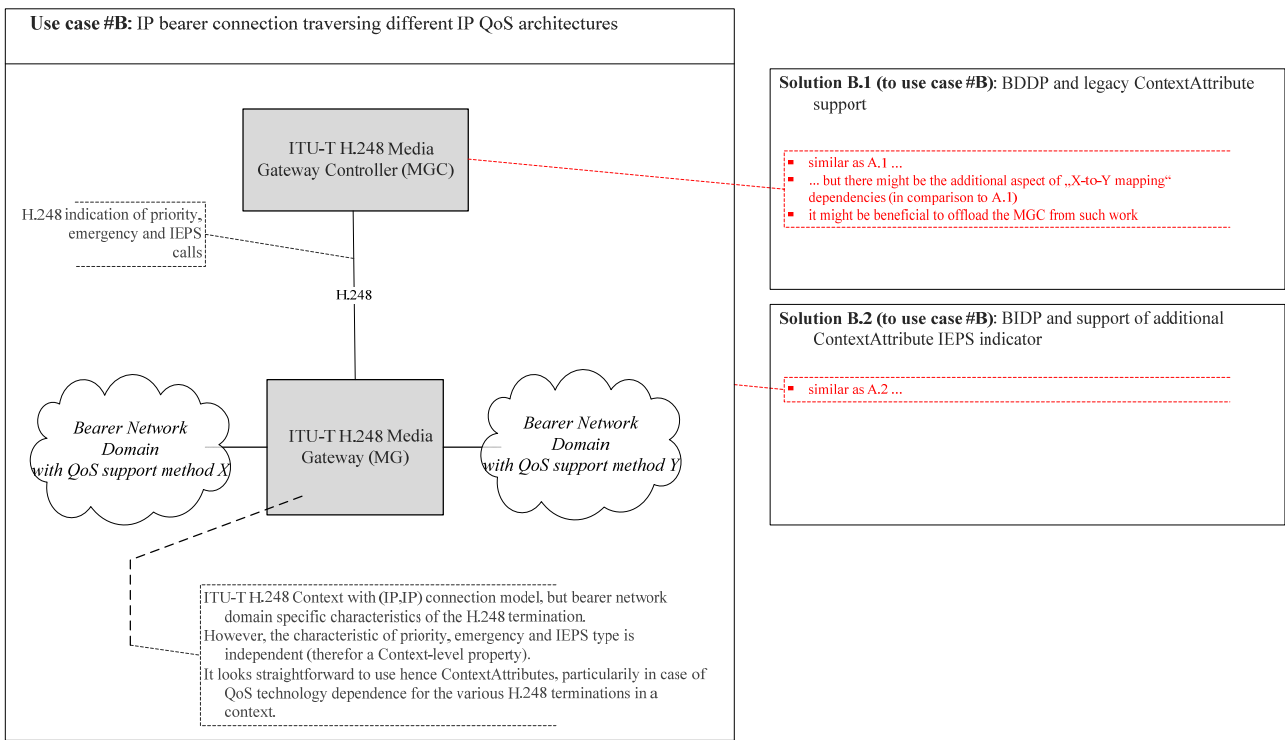 Use case #B: IP bearer connection traversing different IP QoS architectures
ITU-T H.248 Media
Gateway Controller (MGC)
H.248 indication of priority,
emergency and IEPS
calls
H.248
Bearer Network
Domain
with QoS support method X
ITU-T H.248 Media
Gateway (MG)
Bearer Network
Domain
with QoS support method Y
ITU-T H.248 Context with (IP,IP) connection model, but bearer network
domain specific characteristics of the H.248 termination.
However, the characteristic of priority, emergency and IEPS type is
independent (therefor a Context-level property).
It looks straightforward to use hence ContextAttributes, particularly in case of
QoS technology dependence for the various H.248 terminations in a
context.
Solution B.1 (to use case #B): BDDP and legacy ContextAttribute
support
▪ similar as A.1 ...
▪ ... but there might be the additional aspect of „X-to-Y mapping“
dependencies (in comparison to A.1)
▪ it might be beneficial to offload the MGC from such work
Solution B.2 (to use case #B): BIDP and support of additional
ContextAttribute IEPS indicator
▪ similar as A.2 ...